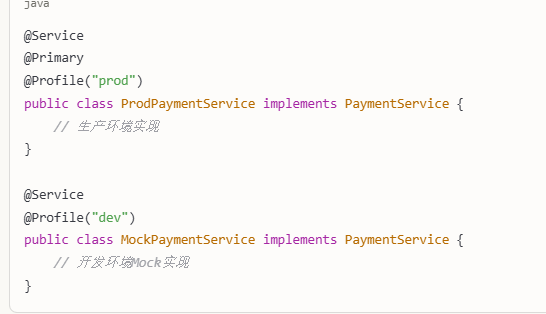 java
@Service
@Primary
@Profile("prod")
public class ProdPaymentService implements PaymentService {
    // 生产环境实现
}
@Service
@Profile("dev")
public class MockPaymentService implements PaymentService {
    // 开发环境Mock实现
}